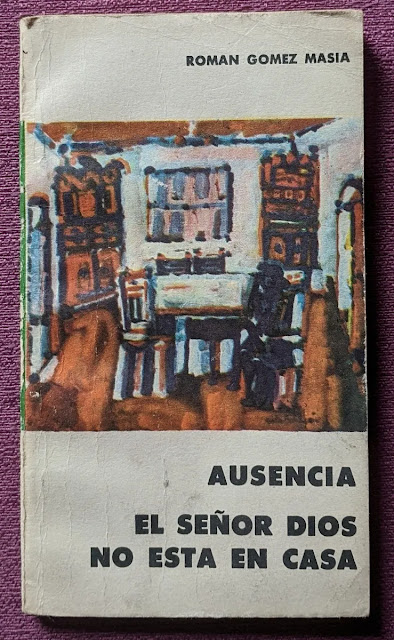 ROMAN GOMEZ MASIA
AUSENCIA
EL SEÑOR DIOS
NO ESTA EN CASA